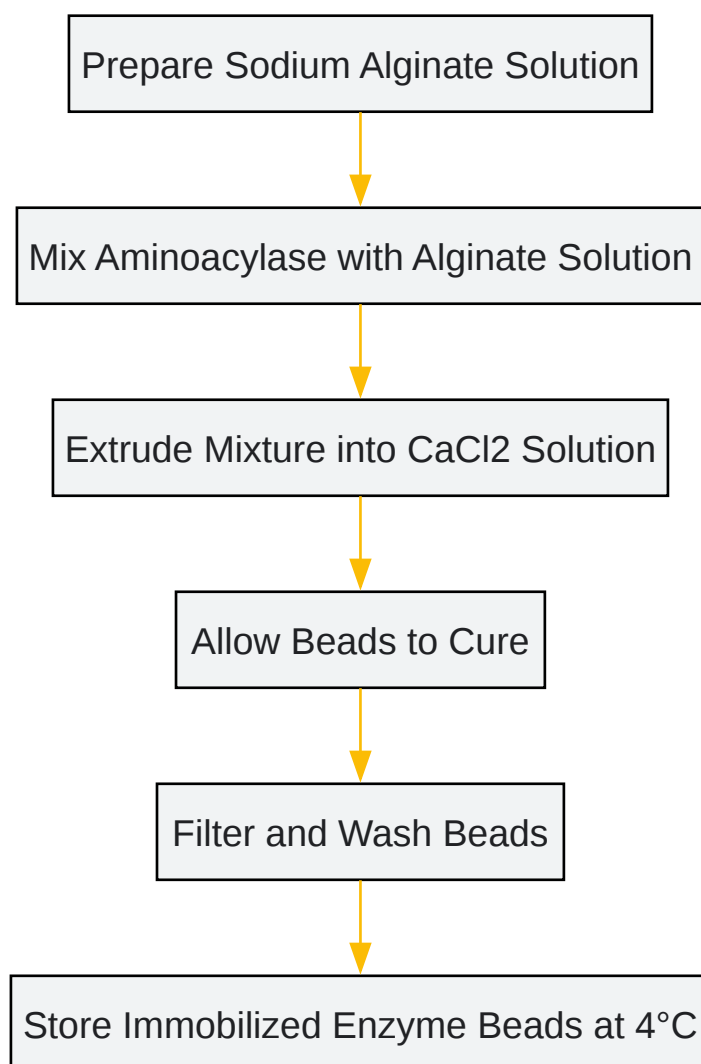 Prepare Sodium Alginate Solution
Mix Aminoacylase with Alginate Solution
Extrude Mixture into CaCl2 Solution
Allow Beads to Cure
Filter and Wash Beads
Store Immobilized Enzyme Beads at 4°C